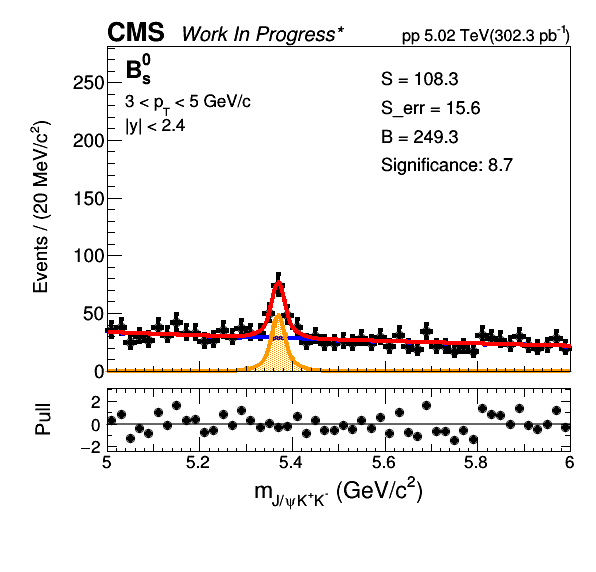 CMS Work In Progress* pp 5.02 TeV(302.3 pb⁻¹)
B⁰ₛ
3 < p_T < 5 GeV/c
|y| < 2.4
S = 108.3
S_err = 15.6
B = 249.3
Significance: 8.7
Events / (20 MeV/c²)
250
200
150
100
50
0
Pull
2
0
−2
5 5.2 5.4 5.6 5.8 6
m_J/ψK⁺K⁻ (GeV/c²)